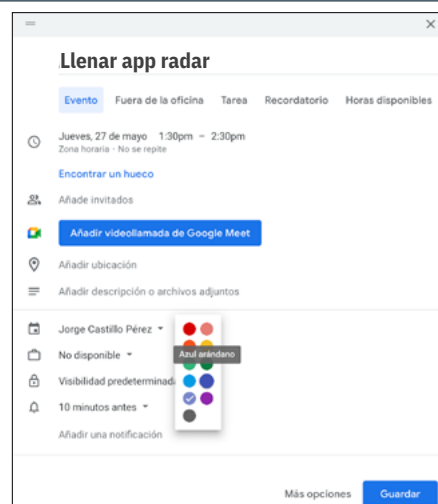 Llenar app radar
Evento Fuera de la oficina Tarea Recordatorio Horas disponibles
Jueves, 27 de mayo 1:30pm – 2:30pm
Zona horaria · No se repite
Encontrar un hueco
Añade invitados
Añadir videollamada de Google Meet
Añadir ubicación
Añadir descripción o archivos adjuntos
Jorge Castillo Pérez
No disponible
Azul arándano
Visibilidad predeterminada
10 minutos antes
Añadir una notificación
Más opciones Guardar